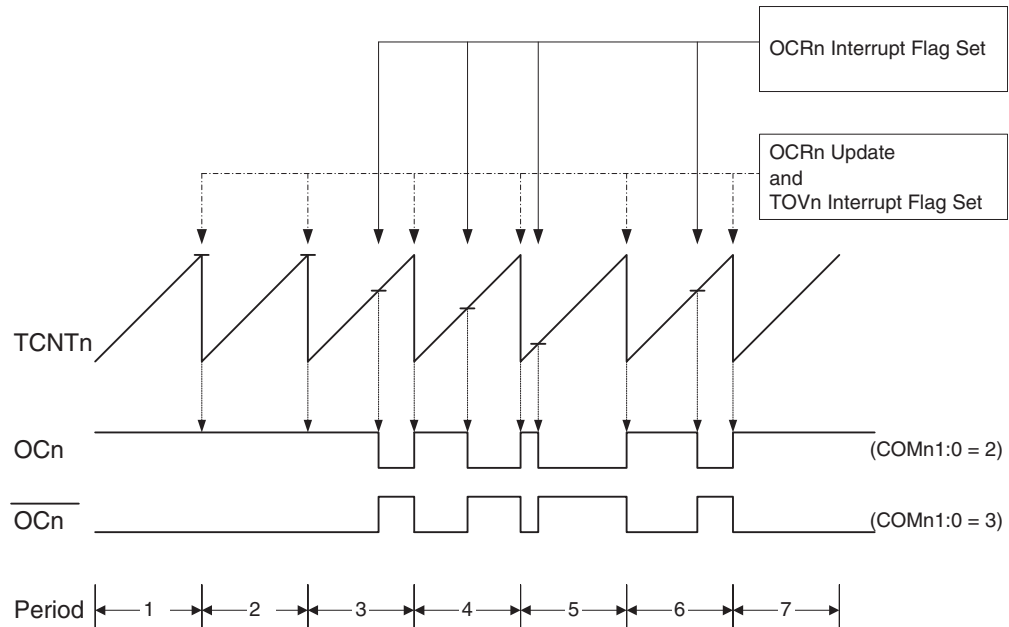 OCRn Interrupt Flag Set
OCRn Update
and
TOVn Interrupt Flag Set
TCNTn
OCn
(COMn1:0 = 2)
OCn
(COMn1:0 = 3)
Period
1
2
3
4
5
6
7